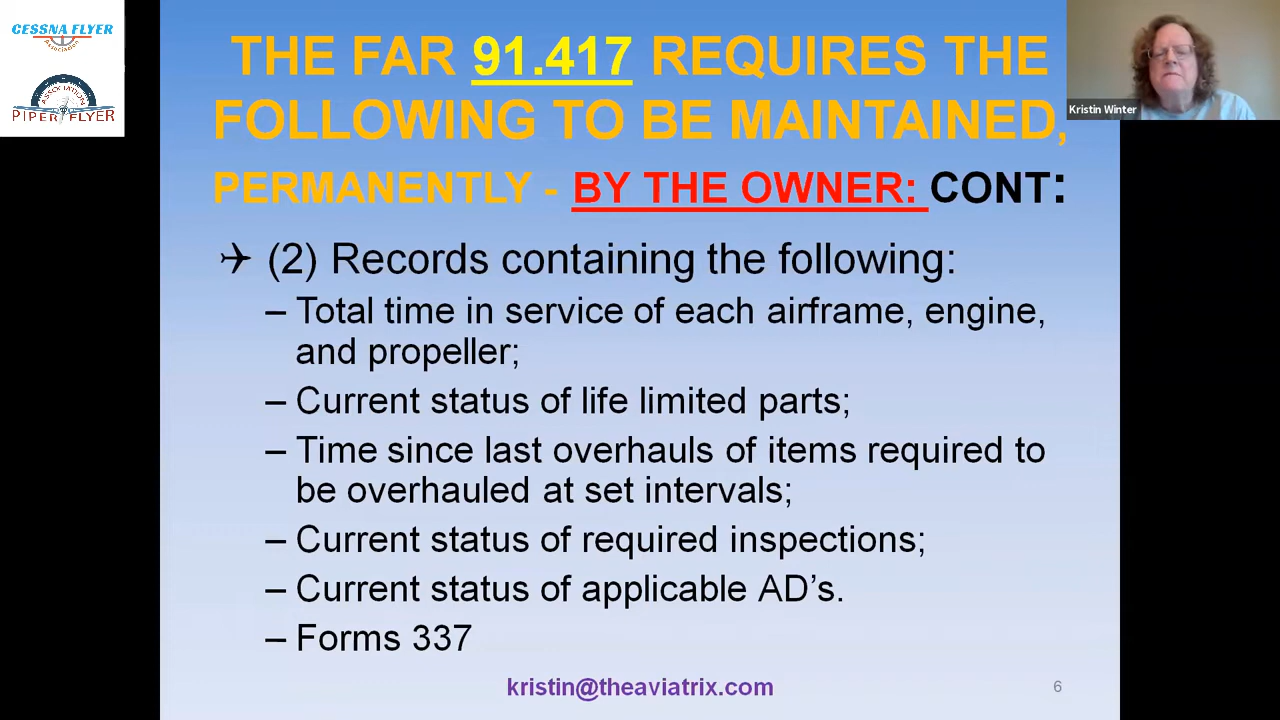 CESSNA FLYER
Association
ASSOCIATION
PIPER FLYER
THE FAR 91.417 REQUIRES THE
FOLLOWING TO BE MAINTAINED,
PERMANENTLY - BY THE OWNER: CONT:
Kristin Winter
(2) Records containing the following:
– Total time in service of each airframe, engine,
and propeller;
– Current status of life limited parts;
– Time since last overhauls of items required to
be overhauled at set intervals;
– Current status of required inspections;
– Current status of applicable AD’s.
– Forms 337
kristin@theaviatrix.com
6